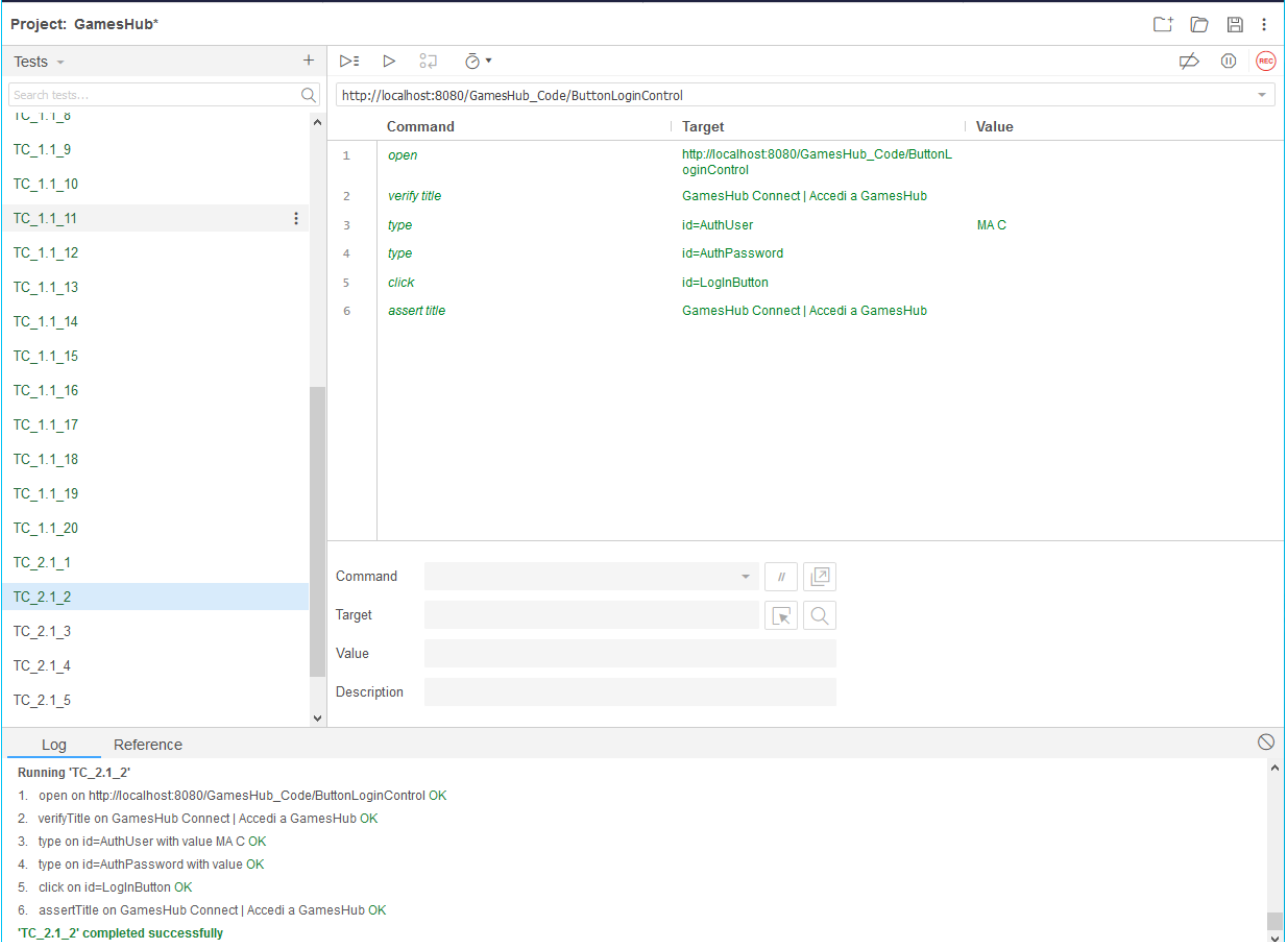 Project: GamesHub*
Tests
+
Search tests...
http://localhost:8080/GamesHub_Code/ButtonLoginControl
REC
TC_1.1_8
TC_1.1_9
TC_1.1_10
TC_1.1_11
TC_1.1_12
TC_1.1_13
TC_1.1_14
TC_1.1_15
TC_1.1_16
TC_1.1_17
TC_1.1_18
TC_1.1_19
TC_1.1_20
TC_2.1_1
TC_2.1_2
TC_2.1_3
TC_2.1_4
TC_2.1_5
Command Target Value
1 open http://localhost:8080/GamesHub_Code/ButtonL
oginControl
2 verify title GamesHub Connect | Accedi a GamesHub
3 type id=AuthUser MA C
4 type id=AuthPassword
5 click id=LogInButton
6 assert title GamesHub Connect | Accedi a GamesHub
Command //
Target
Value
Description
Log Reference
Running 'TC_2.1_2'
1. open on http://localhost:8080/GamesHub_Code/ButtonLoginControl OK
2. verifyTitle on GamesHub Connect | Accedi a GamesHub OK
3. type on id=AuthUser with value MA C OK
4. type on id=AuthPassword with value OK
5. click on id=LogInButton OK
6. assertTitle on GamesHub Connect | Accedi a GamesHub OK
'TC_2.1_2' completed successfully